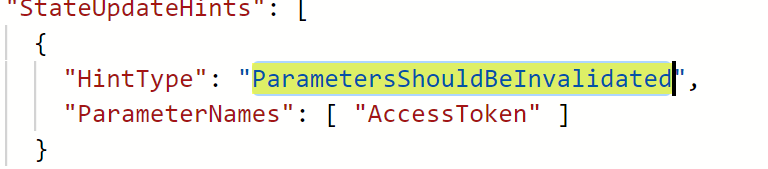 "StateUpdateHints": [
{
"HintType": "ParametersShouldBeInvalidated",
"ParameterNames": [ "AccessToken" ]
}